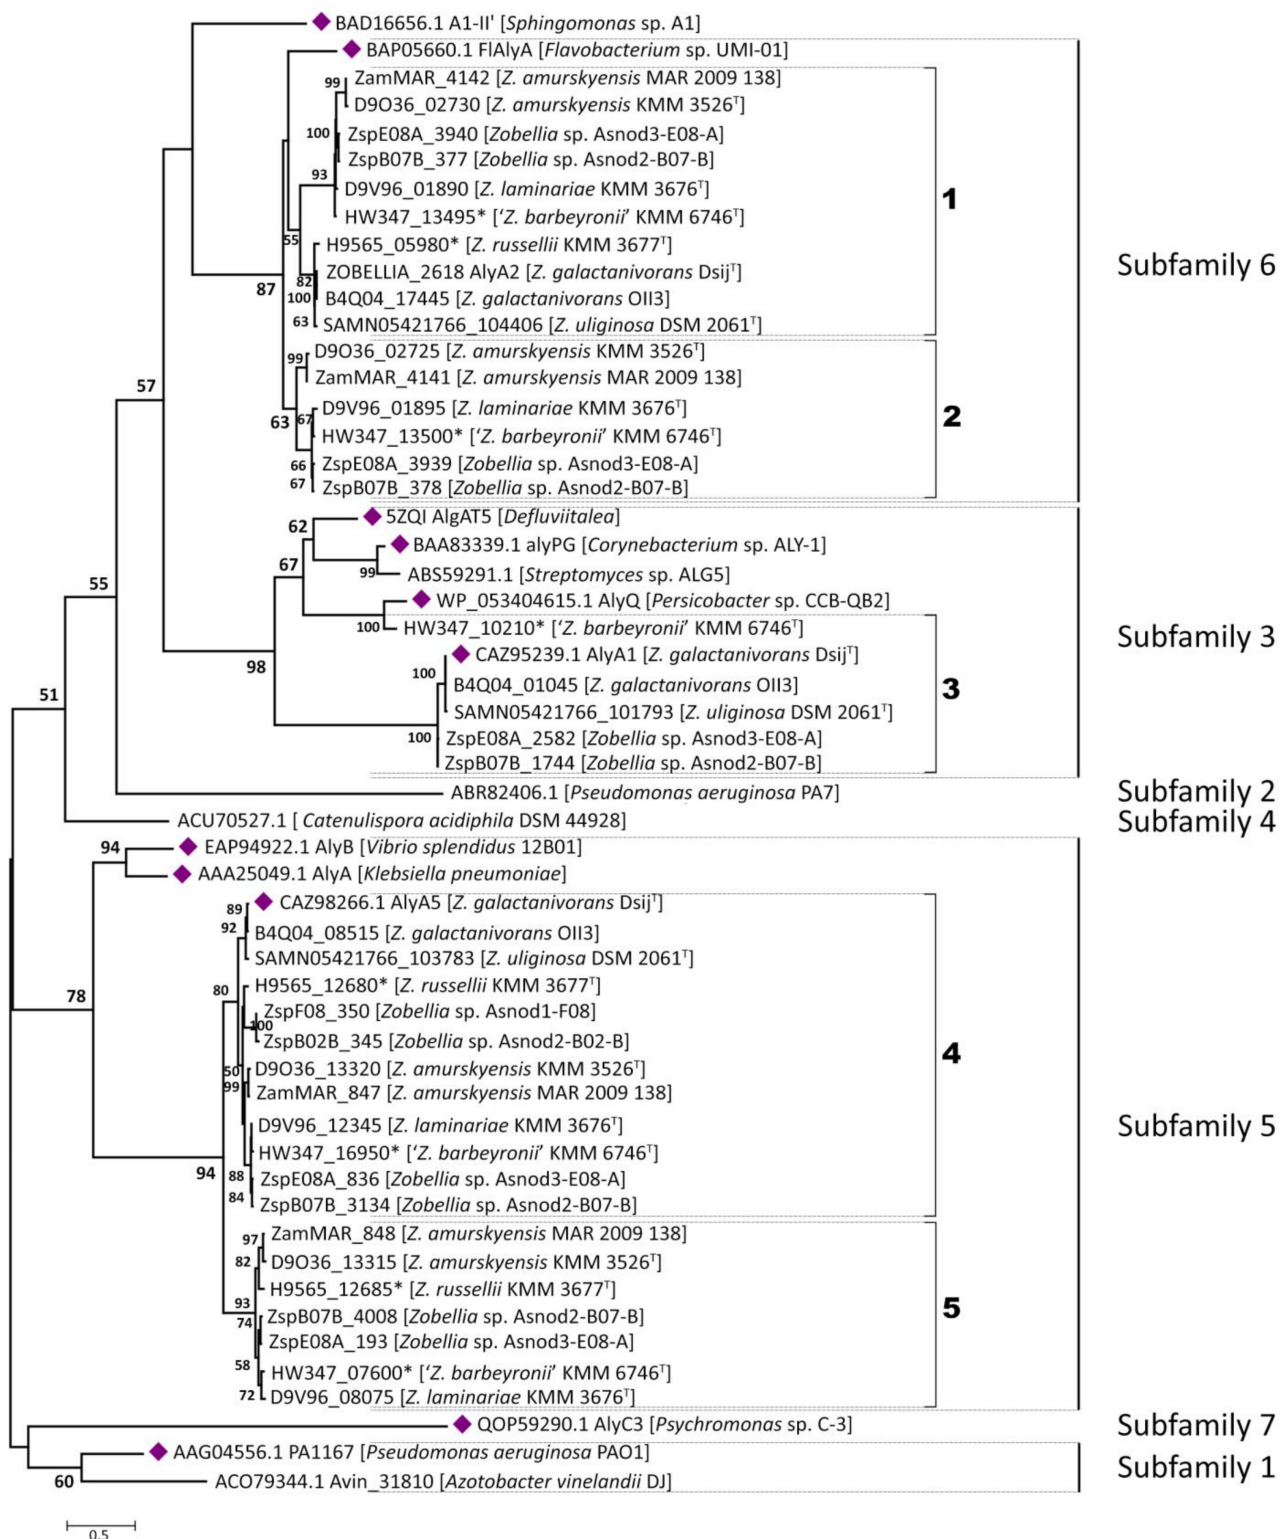 BAD16656.1 A1-II' [Sphingomonas sp. A1]
BAP05660.1 FlAlyA [Flavobacterium sp. UMI-01]
99 ZamMAR_4142 [Z. amurskyensis MAR 2009 138]
D9O36_02730 [Z. amurskyensis KMM 3526ᵀ]
100 ZspE08A_3940 [Zobellia sp. Asnod3-E08-A]
ZspB07B_377 [Zobellia sp. Asnod2-B07-B]
93 D9V96_01890 [Z. laminariae KMM 3676ᵀ]
1
HW347_13495* ['Z. barbeyronii' KMM 6746ᵀ]
55 H9565_05980* [Z. russellii KMM 3677ᵀ]
Subfamily 6
82 ZOBELLIA_2618 AlyA2 [Z. galactanivorans Dsijᵀ]
87 100 B4Q04_17445 [Z. galactanivorans OII3]
63 SAMN05421766_104406 [Z. uliginosa DSM 2061ᵀ]
99 D9O36_02725 [Z. amurskyensis KMM 3526ᵀ]
ZamMAR_4141 [Z. amurskyensis MAR 2009 138]
57
63 67 D9V96_01895 [Z. laminariae KMM 3676ᵀ]
2
HW347_13500* ['Z. barbeyronii' KMM 6746ᵀ]
66 ZspE08A_3939 [Zobellia sp. Asnod3-E08-A]
67 ZspB07B_378 [Zobellia sp. Asnod2-B07-B]
62 5ZQI AlgAT5 [Defluviitalea]
BAA83339.1 alyPG [Corynebacterium sp. ALY-1]
67
99 ABS59291.1 [Streptomyces sp. ALG5]
55
WP_053404615.1 AlyQ [Persicobacter sp. CCB-QB2]
100 HW347_10210* ['Z. barbeyronii' KMM 6746ᵀ]
Subfamily 3
98 CAZ95239.1 AlyA1 [Z. galactanivorans Dsijᵀ]
100 B4Q04_01045 [Z. galactanivorans OII3]
3
51
SAMN05421766_101793 [Z. uliginosa DSM 2061ᵀ]
100 ZspE08A_2582 [Zobellia sp. Asnod3-E08-A]
ZspB07B_1744 [Zobellia sp. Asnod2-B07-B]
ABR82406.1 [Pseudomonas aeruginosa PA7] Subfamily 2
ACU70527.1 [ Catenulispora acidiphila DSM 44928] Subfamily 4
94 EAP94922.1 AlyB [Vibrio splendidus 12B01]
AAA25049.1 AlyA [Klebsiella pneumoniae]
89 CAZ98266.1 AlyA5 [Z. galactanivorans Dsijᵀ]
92 B4Q04_08515 [Z. galactanivorans OII3]
SAMN05421766_103783 [Z. uliginosa DSM 2061ᵀ]
78 80 H9565_12680* [Z. russellii KMM 3677ᵀ]
ZspF08_350 [Zobellia sp. Asnod1-F08]
100
ZspB02B_345 [Zobellia sp. Asnod2-B02-B]
4
50 D9O36_13320 [Z. amurskyensis KMM 3526ᵀ]
99 ZamMAR_847 [Z. amurskyensis MAR 2009 138]
D9V96_12345 [Z. laminariae KMM 3676ᵀ]
Subfamily 5
HW347_16950* ['Z. barbeyronii' KMM 6746ᵀ]
94 88 ZspE08A_836 [Zobellia sp. Asnod3-E08-A]
84 ZspB07B_3134 [Zobellia sp. Asnod2-B07-B]
97 ZamMAR_848 [Z. amurskyensis MAR 2009 138]
82 D9O36_13315 [Z. amurskyensis KMM 3526ᵀ]
H9565_12685* [Z. russellii KMM 3677ᵀ]
93
5
74 ZspB07B_4008 [Zobellia sp. Asnod2-B07-B]
ZspE08A_193 [Zobellia sp. Asnod3-E08-A]
58 HW347_07600* ['Z. barbeyronii' KMM 6746ᵀ]
72 D9V96_08075 [Z. laminariae KMM 3676ᵀ]
QOP59290.1 AlyC3 [Psychromonas sp. C-3] Subfamily 7
AAG04556.1 PA1167 [Pseudomonas aeruginosa PAO1]
Subfamily 1
60 ACO79344.1 Avin_31810 [Azotobacter vinelandii DJ]
0.5